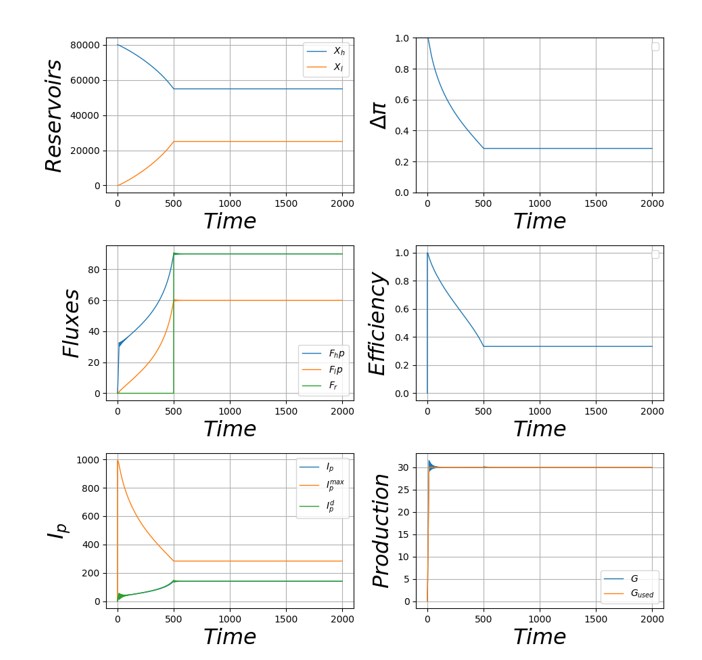 80000
60000
40000
20000
0
Reservoirs
X_h
X_l
0 500 1000 1500 2000
Time
1.0
0.8
0.6
0.4
0.2
0.0
Δπ
0 500 1000 1500 2000
Time
80
60
40
20
0
Fluxes
F_hp
F_lp
F_r
0 500 1000 1500 2000
Time
1.0
0.8
0.6
0.4
0.2
0.0
Efficiency
0 500 1000 1500 2000
Time
1000
800
600
400
200
0
I_p
I_p
I_p^{max}
I_p^d
0 500 1000 1500 2000
Time
30
25
20
15
10
5
0
Production
G
G_{used}
0 500 1000 1500 2000
Time